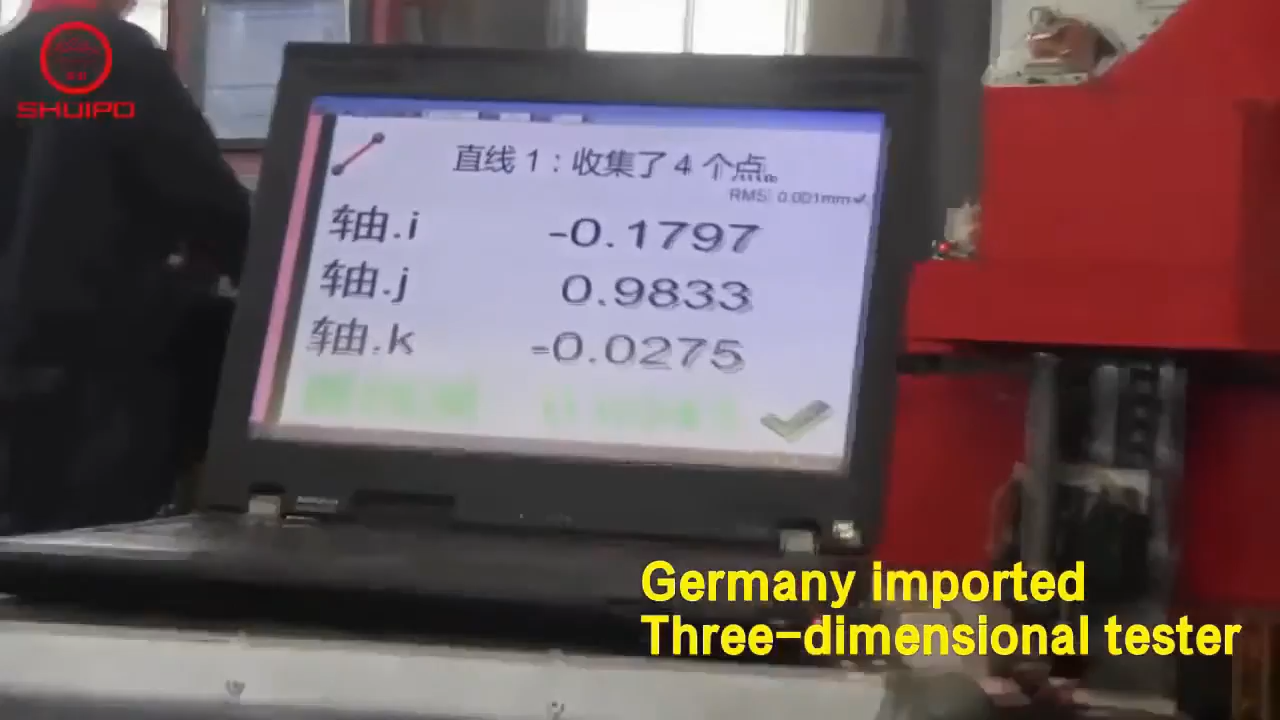 SHUIPO
直线 1：收集了 4 个点。
RMS: 0.001mm
轴.i -0.1797
轴.j 0.9833
轴.k -0.0275
Germany imported
Three-dimensional tester